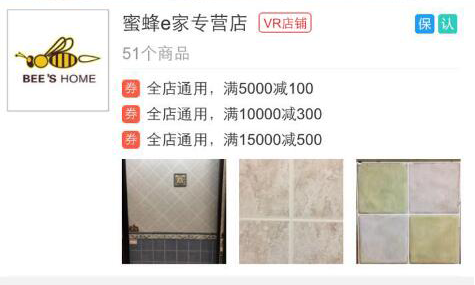 BEE'S HOME
蜜蜂e家专营店
VR店铺
保 认
51个商品
券 全店通用，满5000减100
券 全店通用，满10000减300
券 全店通用，满15000减500